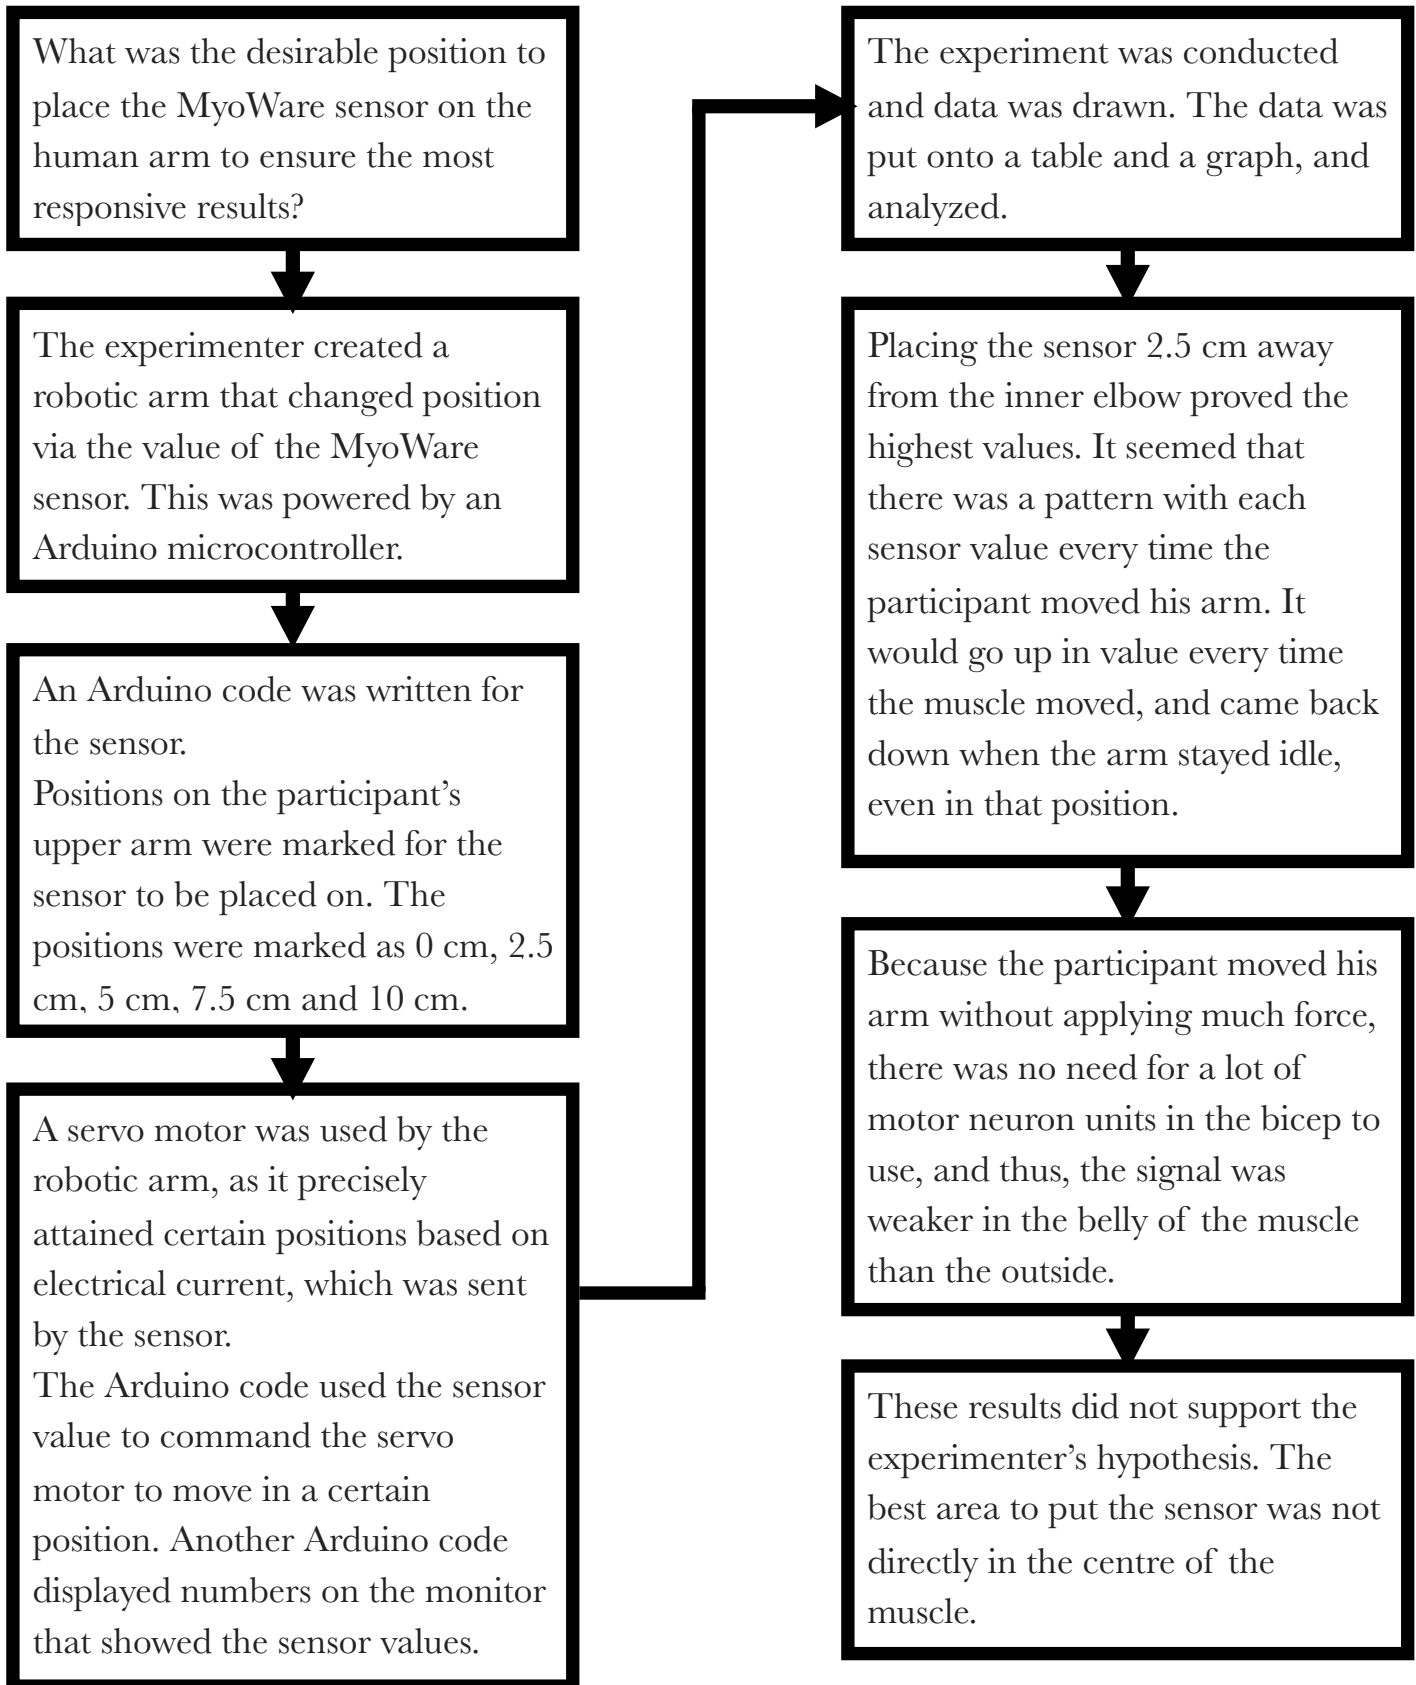 What was the desirable position to
place the MyoWare sensor on the
human arm to ensure the most
responsive results?
The experimenter created a
robotic arm that changed position
via the value of the MyoWare
sensor. This was powered by an
Arduino microcontroller.
An Arduino code was written for
the sensor.
Positions on the participant’s
upper arm were marked for the
sensor to be placed on. The
positions were marked as 0 cm, 2.5
cm, 5 cm, 7.5 cm and 10 cm.
A servo motor was used by the
robotic arm, as it precisely
attained certain positions based on
electrical current, which was sent
by the sensor.
The Arduino code used the sensor
value to command the servo
motor to move in a certain
position. Another Arduino code
displayed numbers on the monitor
that showed the sensor values.
The experiment was conducted
and data was drawn. The data was
put onto a table and a graph, and
analyzed.
Placing the sensor 2.5 cm away
from the inner elbow proved the
highest values. It seemed that
there was a pattern with each
sensor value every time the
participant moved his arm. It
would go up in value every time
the muscle moved, and came back
down when the arm stayed idle,
even in that position.
Because the participant moved his
arm without applying much force,
there was no need for a lot of
motor neuron units in the bicep to
use, and thus, the signal was
weaker in the belly of the muscle
than the outside.
These results did not support the
experimenter’s hypothesis. The
best area to put the sensor was not
directly in the centre of the
muscle.